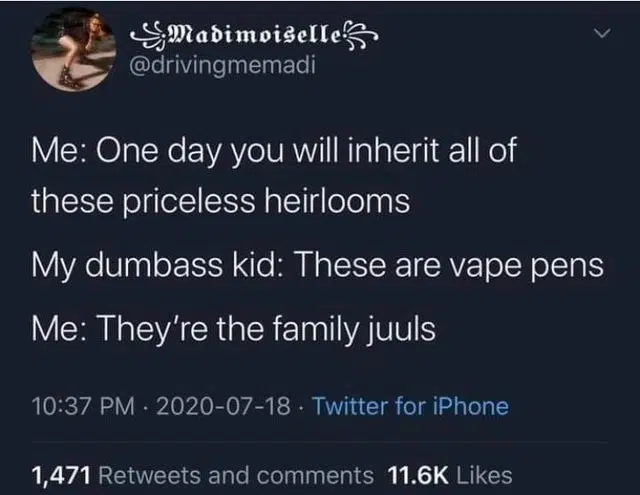 ꧁𝕸𝖆𝖉𝖎𝖒𝖔𝖎𝖘𝖊𝖑𝖑𝖊꧂
@drivingmemadi
Me: One day you will inherit all of
these priceless heirlooms
My dumbass kid: These are vape pens
Me: They're the family juuls
10:37 PM · 2020-07-18 · Twitter for iPhone
1,471 Retweets and comments 11.6K Likes